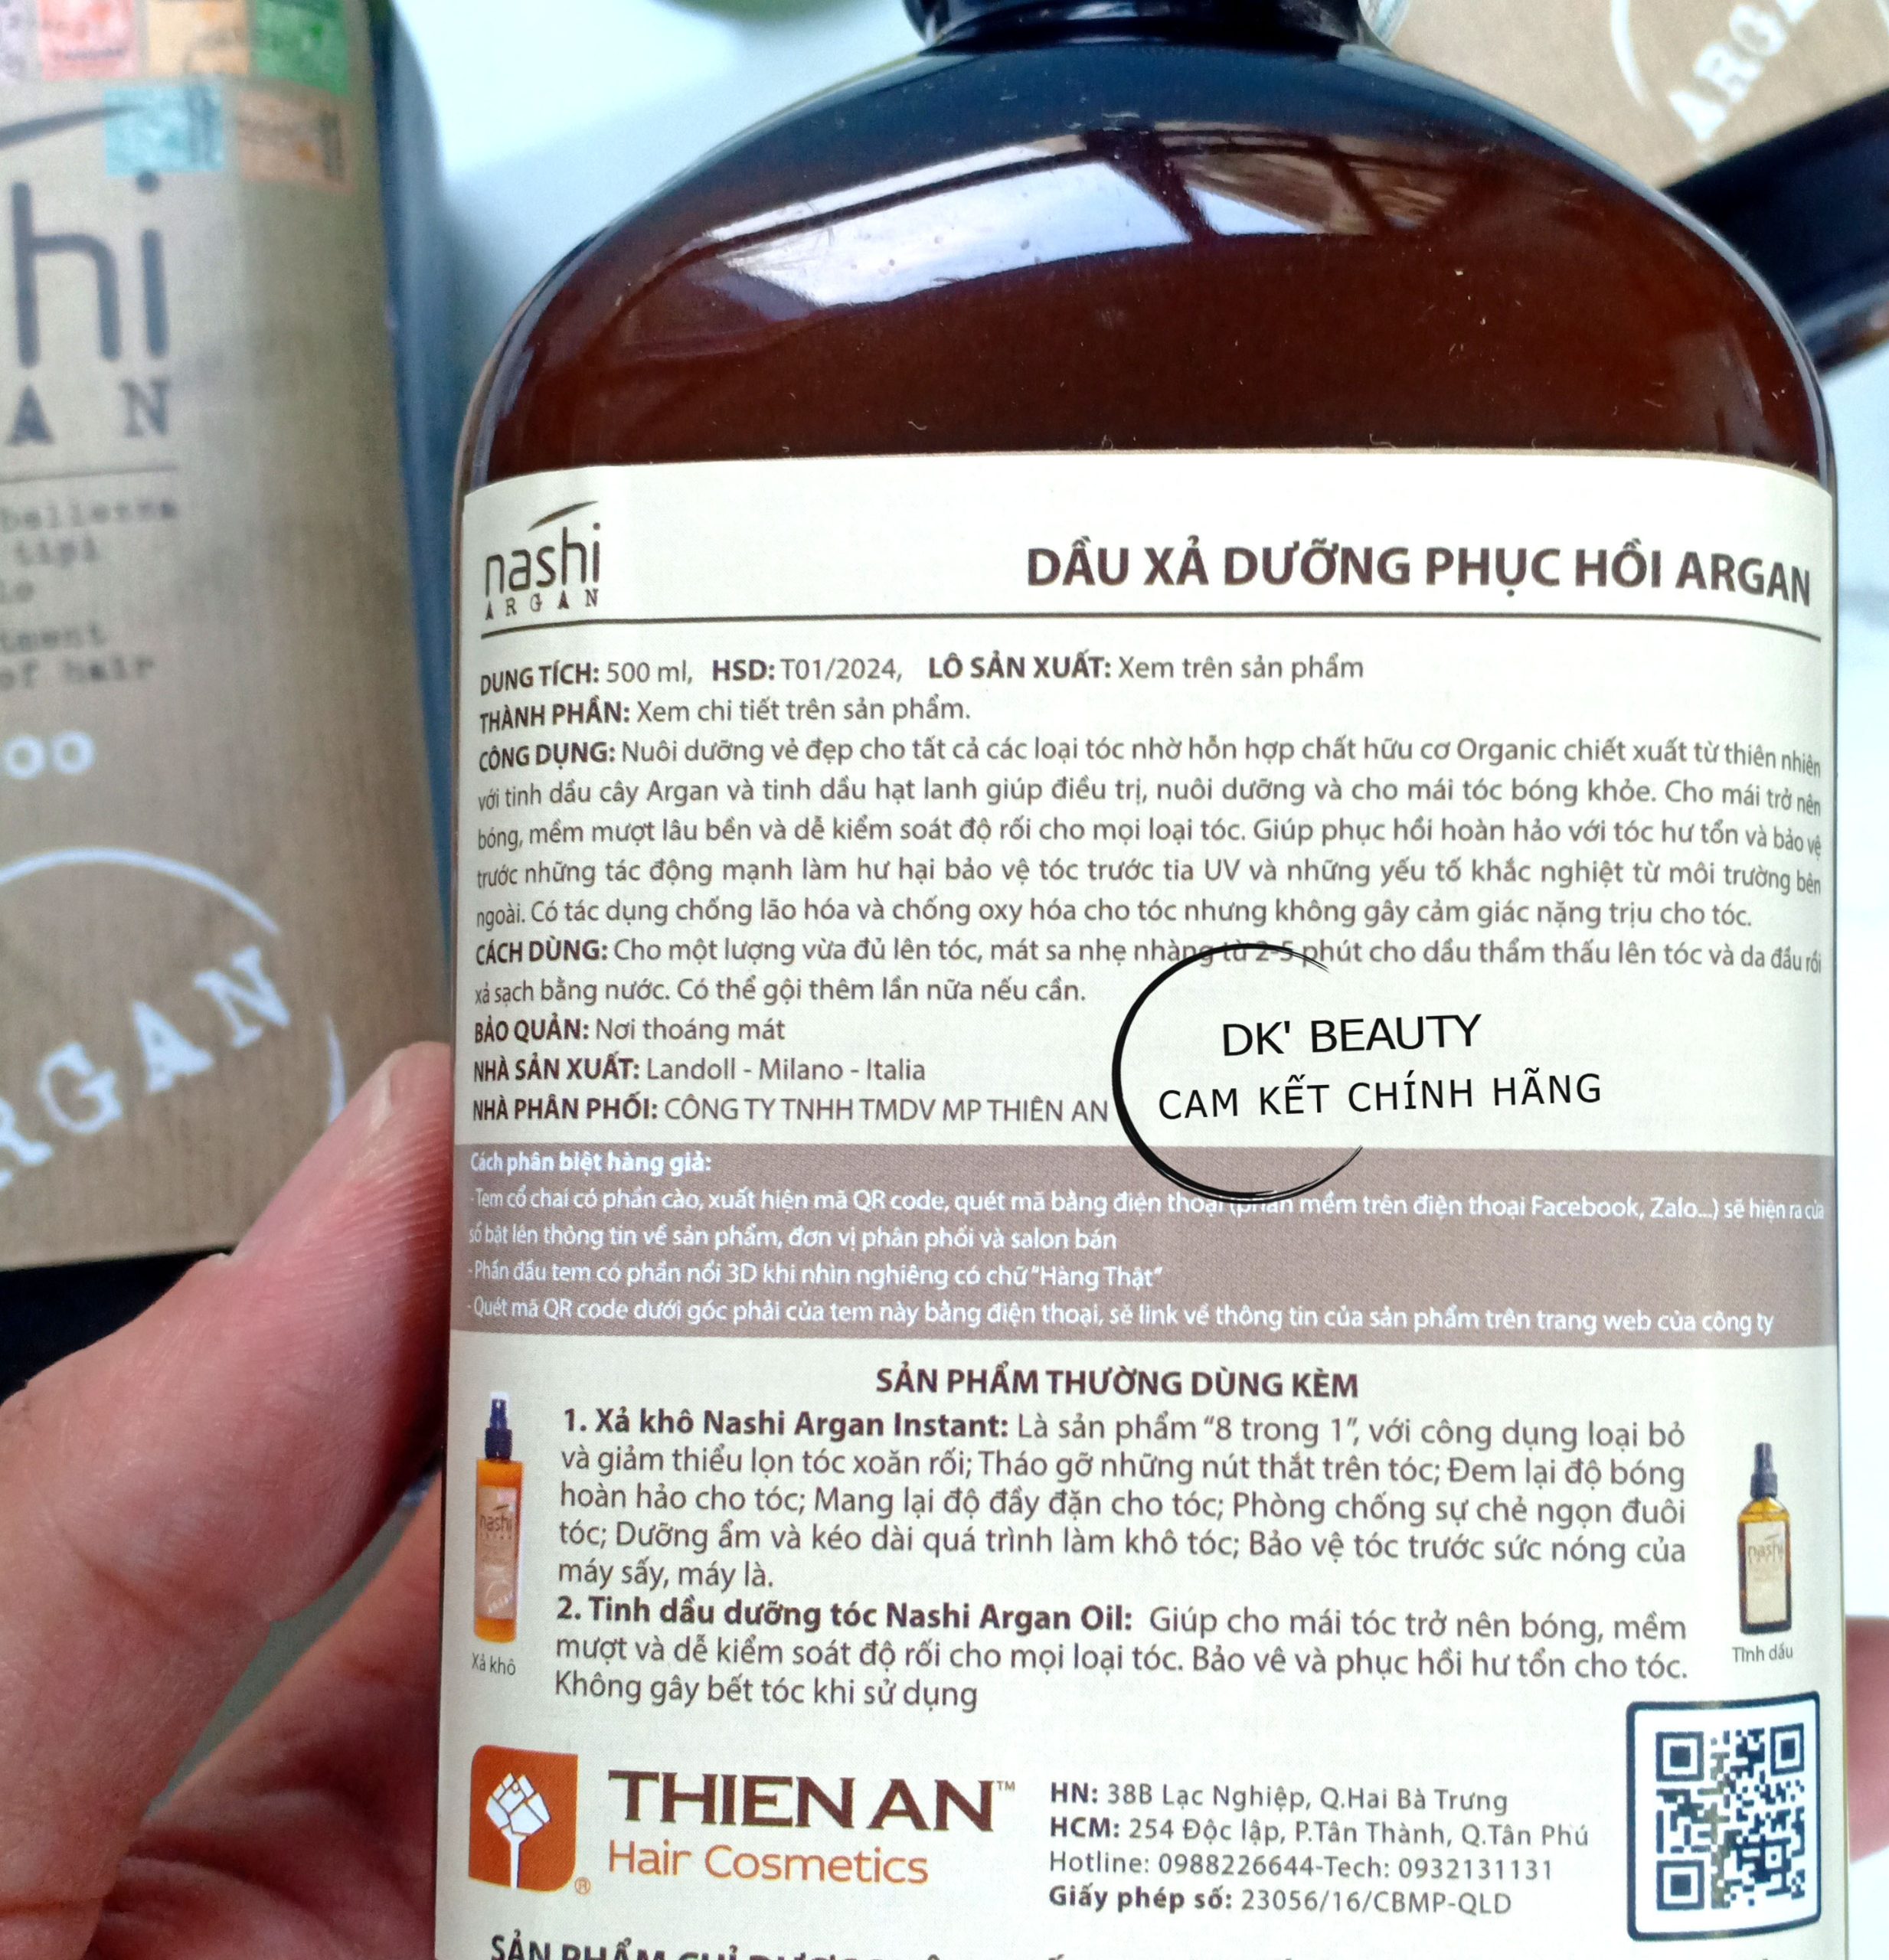 hi
A N
bellezza
tipi
tment
of hair
ARGAN
nashi
ARGAN
DẦU XẢ DƯỠNG PHỤC HỒI ARGAN
DUNG TÍCH: 500 ml, HSD: T01/2024, LÔ SẢN XUẤT: Xem trên sản phẩm
THÀNH PHẦN: Xem chi tiết trên sản phẩm.
CÔNG DỤNG: Nuôi dưỡng vẻ đẹp cho tất cả các loại tóc nhờ hỗn hợp chất hữu cơ Organic chiết xuất từ thiên nhiên
với tinh dầu cây Argan và tinh dầu hạt lanh giúp điều trị, nuôi dưỡng và cho mái tóc bóng khỏe. Cho mái trở nên
bóng, mềm mượt lâu bền và dễ kiểm soát độ rối cho mọi loại tóc. Giúp phục hồi hoàn hảo với tóc hư tổn và bảo vệ
trước những tác động mạnh làm hư hại bảo vệ tóc trước tia UV và những yếu tố khắc nghiệt từ môi trường bên
ngoài. Có tác dụng chống lão hóa và chống oxy hóa cho tóc nhưng không gây cảm giác nặng trịu cho tóc.
CÁCH DÙNG: Cho một lượng vừa đủ lên tóc, mát sa nhẹ nhàng từ 2-5 phút cho dầu thẩm thấu lên tóc và da đầu rồi
xả sạch bằng nước. Có thể gội thêm lần nữa nếu cần.
BẢO QUẢN: Nơi thoáng mát
NHÀ SẢN XUẤT: Landoll - Milano - Italia
NHÀ PHÂN PHỐI: CÔNG TY TNHH TMDV MP THIÊN AN
DK' BEAUTY
CAM KẾT CHÍNH HÃNG
Cách phân biệt hàng giả:
-Tem cổ chai có phần cào, xuất hiện mã QR code, quét mã bằng điện thoại (phần mềm trên điện thoại Facebook, Zalo...) sẽ hiện ra cửa
sổ bật lên thông tin về sản phẩm, đơn vị phân phối và salon bán
-Phần đầu tem có phần nổi 3D khi nhìn nghiêng có chữ "Hàng Thật"
-Quét mã QR code dưới góc phải của tem này bằng điện thoại, sẽ link về thông tin của sản phẩm trên trang web của công ty
SẢN PHẨM THƯỜNG DÙNG KÈM
1. Xả khô Nashi Argan Instant: Là sản phẩm “8 trong 1”, với công dụng loại bỏ
và giảm thiểu lọn tóc xoăn rối; Tháo gỡ những nút thắt trên tóc; Đem lại độ bóng
hoàn hảo cho tóc; Mang lại độ đầy đặn cho tóc; Phòng chống sự chẻ ngọn đuôi
tóc; Dưỡng ẩm và kéo dài quá trình làm khô tóc; Bảo vệ tóc trước sức nóng của
máy sấy, máy là.
2. Tinh dầu dưỡng tóc Nashi Argan Oil: Giúp cho mái tóc trở nên bóng, mềm
mượt và dễ kiểm soát độ rối cho mọi loại tóc. Bảo vê và phục hồi hư tổn cho tóc.
Không gây bết tóc khi sử dụng
nashi
Xả khô
nashi
Tinh dầu
THIEN AN™
Hair Cosmetics
®
HN: 38B Lạc Nghiệp, Q.Hai Bà Trưng
HCM: 254 Độc lập, P.Tân Thành, Q.Tân Phú
Hotline: 0988226644-Tech: 0932131131
Giấy phép số: 23056/16/CBMP-QLD
SẢN PHẨM CHỈ